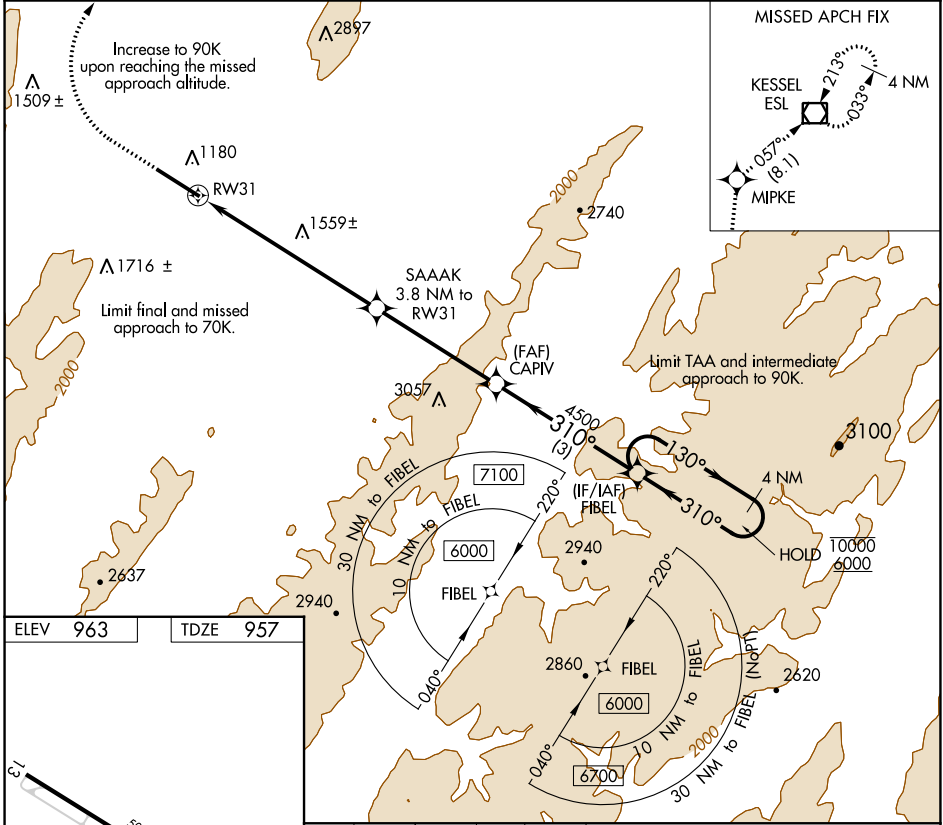 2897
MISSED APCH FIX
Increase to 90K
upon reaching the missed
approach altitude.
1509 ±
213°
4 NM
KESSEL
ESL
033°
057°
(8.1)
MIPKE
1180
RW31
2000
2740
1559 ±
1716 ±
SAAAK
3.8 NM to
RW31
Limit final and missed
approach to 70K.
(FAF)
CAPIV
Limit TAA and intermediate
approach to 90K.
2000
3057
4500
310°
(3)
3100
130°
4 NM
(IF/IAF)
FIBEL
310°
HOLD
10000
6000
7100
220°
30 NM to FIBEL
10 NM to FIBEL
6000
FIBEL
040°
2940
220°
2637
2940
ELEV 963
TDZE 957
2860
FIBEL
6000
10 NM to FIBEL
30 NM to FIBEL (NoPT)
2620
2000
040°
6700
13